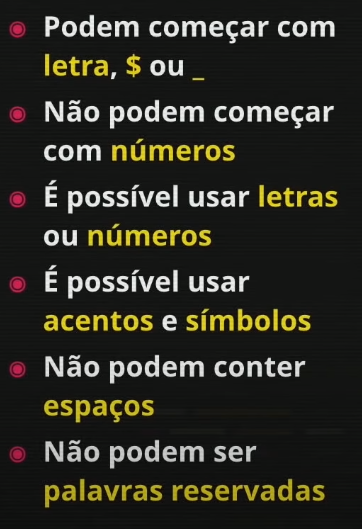 Podem começar com
letra, $ ou _
Não podem começar
com números
É possível usar letras
ou números
É possível usar
acentos e símbolos
Não podem conter
espaços
Não podem ser
palavras reservadas